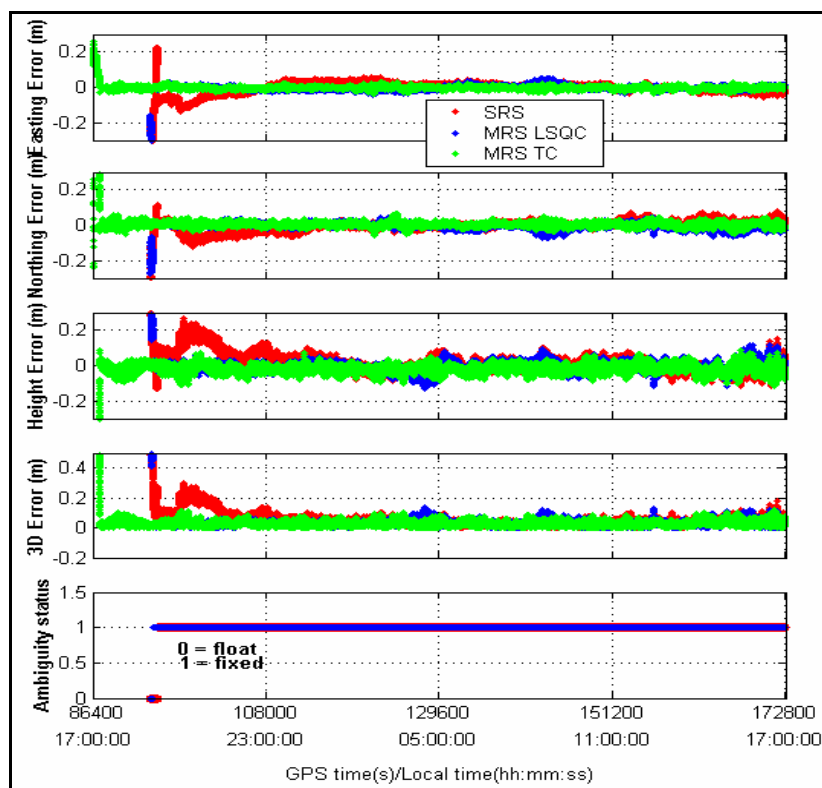 Easting Error (m)
0.2
0
-0.2
SRS
MRS LSQC
MRS TC
Northing Error (m)
0.2
0
-0.2
Height Error (m)
0.2
0
-0.2
3D Error (m)
0.4
0.2
0
-0.2
Ambiguity status
1.5
1
0.5
0
0 = float
1 = fixed
86400 108000 129600 151200 172800
17:00:00 23:00:00 05:00:00 11:00:00 17:00:00
GPS time(s)/Local time(hh:mm:ss)